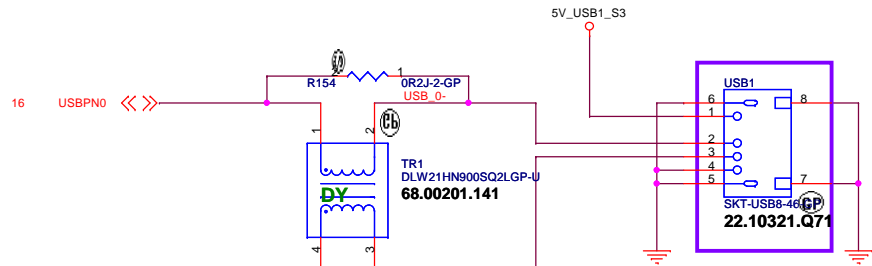 5V_USB1_S3
2 1
R154 0R2J-2-GP
16 USBPN0 USB_0-
1 2
TR1
DLW21HN900SQ2LGP-U
68.00201.141
DY
4 3
USB1
6 8
1
2
3
4
5 7
SKT-USB8-46-GP
22.10321.Q71